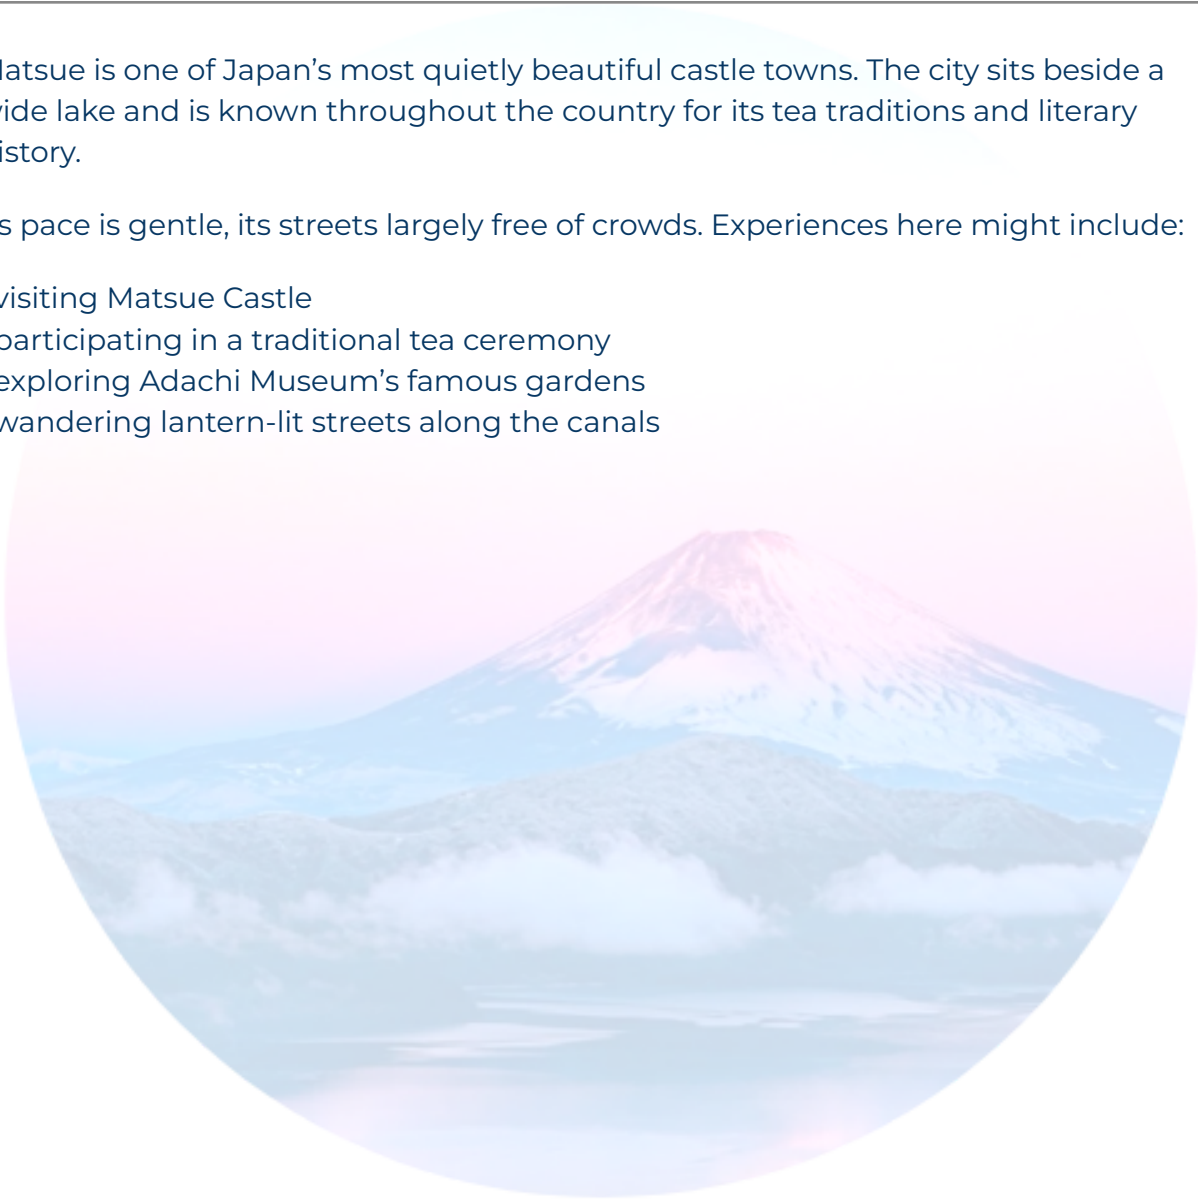 atsue is one of Japan's most quietly beautiful castle towns. The city sits beside a
ide lake and is known throughout the country for its tea traditions and literary
istory.
s pace is gentle, its streets largely free of crowds. Experiences here might include:
visiting Matsue Castle
participating in a traditional tea ceremony
exploring Adachi Museum's famous gardens
wandering lantern-lit streets along the canals